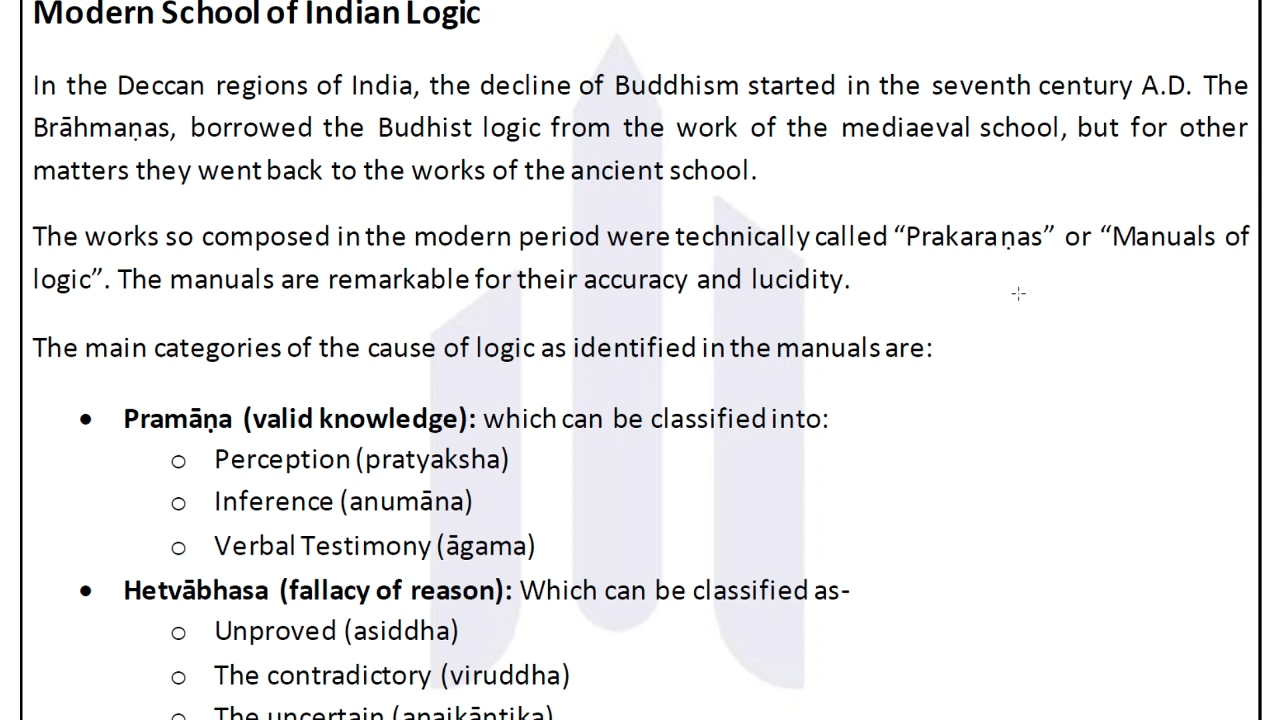 Modern School of Indian Logic
In the Deccan regions of India, the decline of Buddhism started in the seventh century A.D. The
Brāhmaṇas, borrowed the Budhist logic from the work of the mediaeval school, but for other
matters they went back to the works of the ancient school.
The works so composed in the modern period were technically called “Prakaraṇas” or “Manuals of
logic”. The manuals are remarkable for their accuracy and lucidity.
The main categories of the cause of logic as identified in the manuals are:
• Pramāṇa (valid knowledge): which can be classified into:
o Perception (pratyaksha)
o Inference (anumāna)
o Verbal Testimony (āgama)
• Hetvābhasa (fallacy of reason): Which can be classified as-
o Unproved (asiddha)
o The contradictory (viruddha)
o The uncertain (anaikāntika)